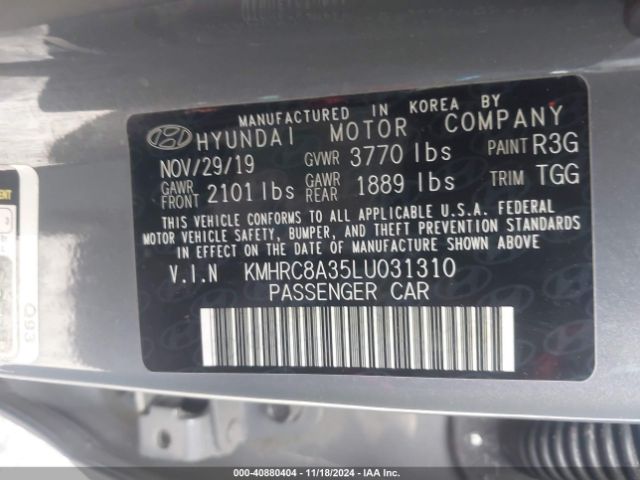 MANUFACTURED IN KOREA BY
HYUNDAI MOTOR COMPANY
NOV/29/19 GVWR 3770 lbs PAINT R3G
GAWR FRONT 2101 lbs GAWR REAR 1889 lbs TRIM TGG
THIS VEHICLE CONFORMS TO ALL APPLICABLE U.S.A. FEDERAL
MOTOR VEHICLE SAFETY, BUMPER, AND THEFT PREVENTION STANDARDS
IN EFFECT ON THE DATE OF MANUFACTURE SHOWN ABOVE.
V.I.N KMHRC8A35LU031310
PASSENGER CAR
093
000-40880404 - 11/18/2024 - IAA Inc.